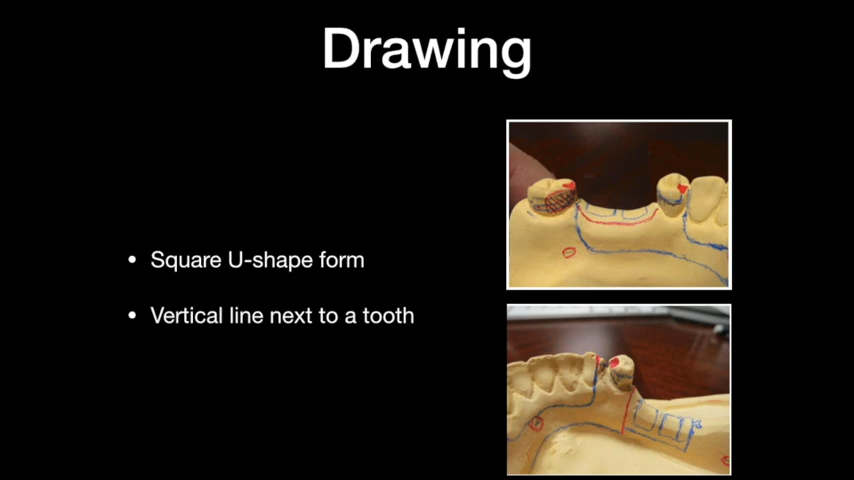 Drawing
• Square U-shape form
• Vertical line next to a tooth